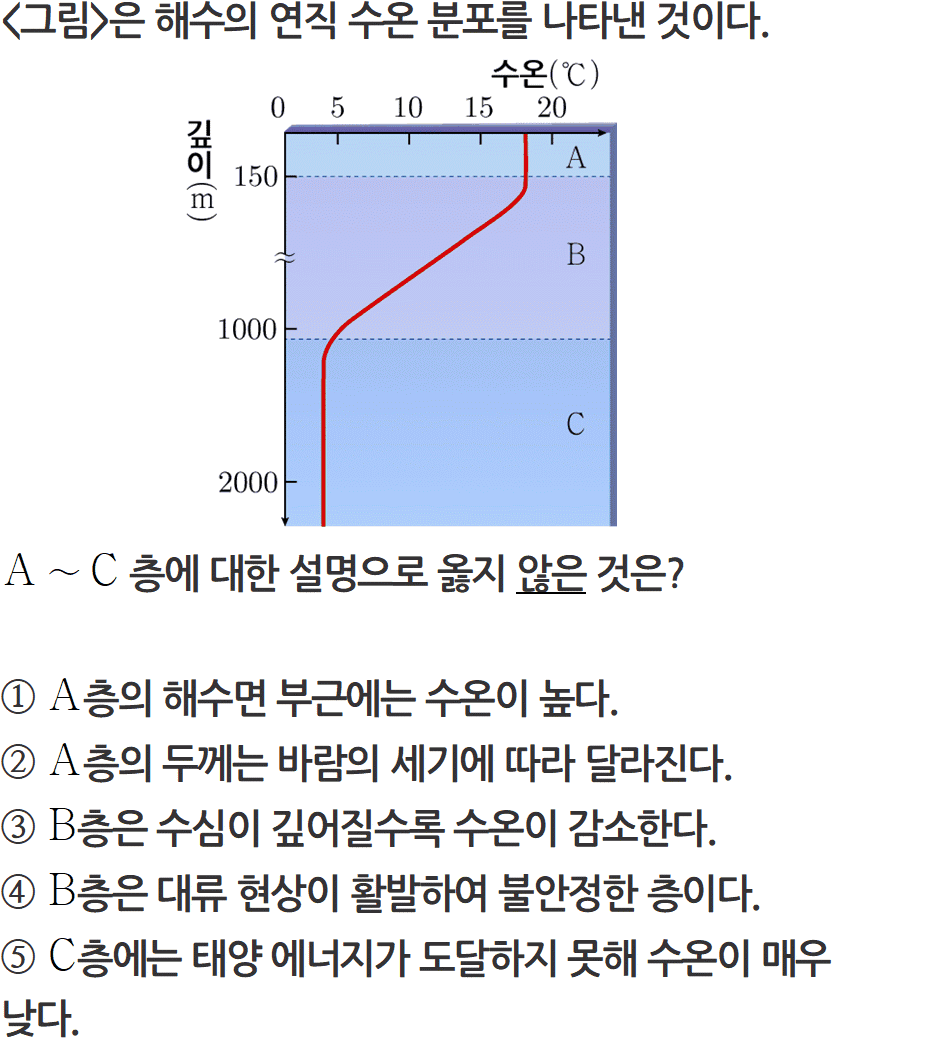 <그림>은 해수의 연직 수온 분포를 나타낸 것이다.
수온(℃)
0 5 10 15 20
깊이(m)
150
1000
2000
A
B
C
A ~ C 층에 대한 설명으로 옳지 않은 것은?
① A층의 해수면 부근에는 수온이 높다.
② A층의 두께는 바람의 세기에 따라 달라진다.
③ B층은 수심이 깊어질수록 수온이 감소한다.
④ B층은 대류 현상이 활발하여 불안정한 층이다.
⑤ C층에는 태양 에너지가 도달하지 못해 수온이 매우
낮다.